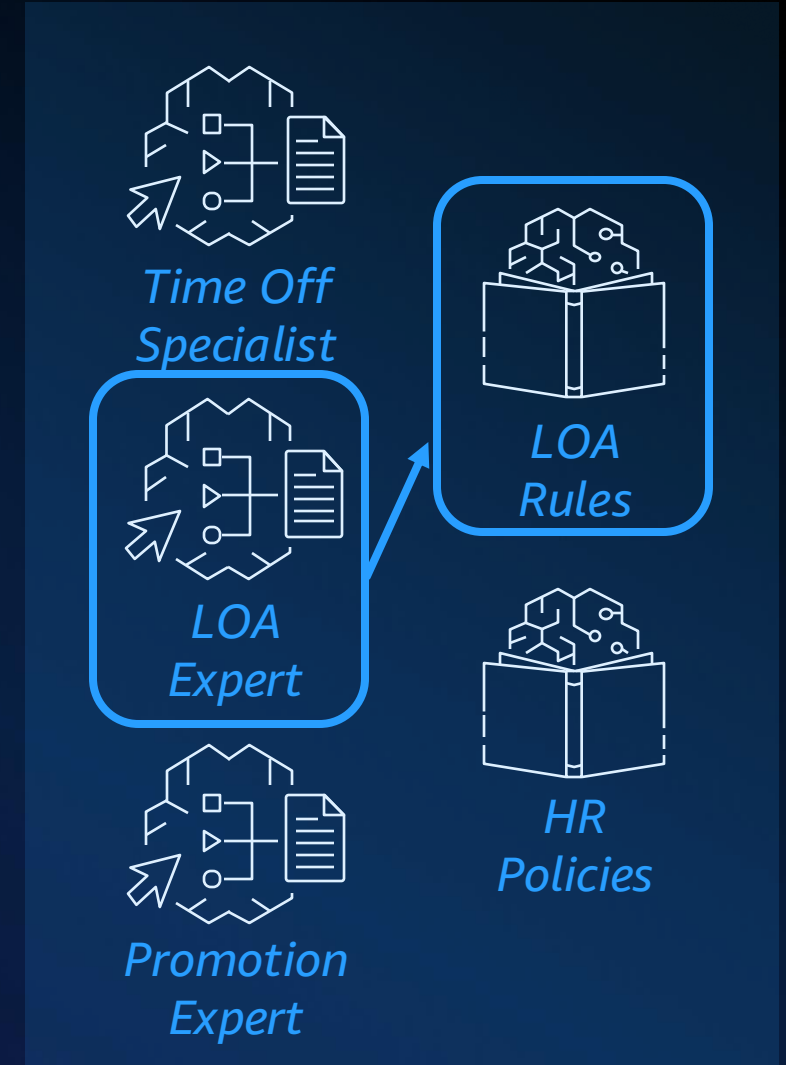 Time Off
Specialist
LOA
Expert
Promotion
Expert
LOA
Rules
HR
Policies